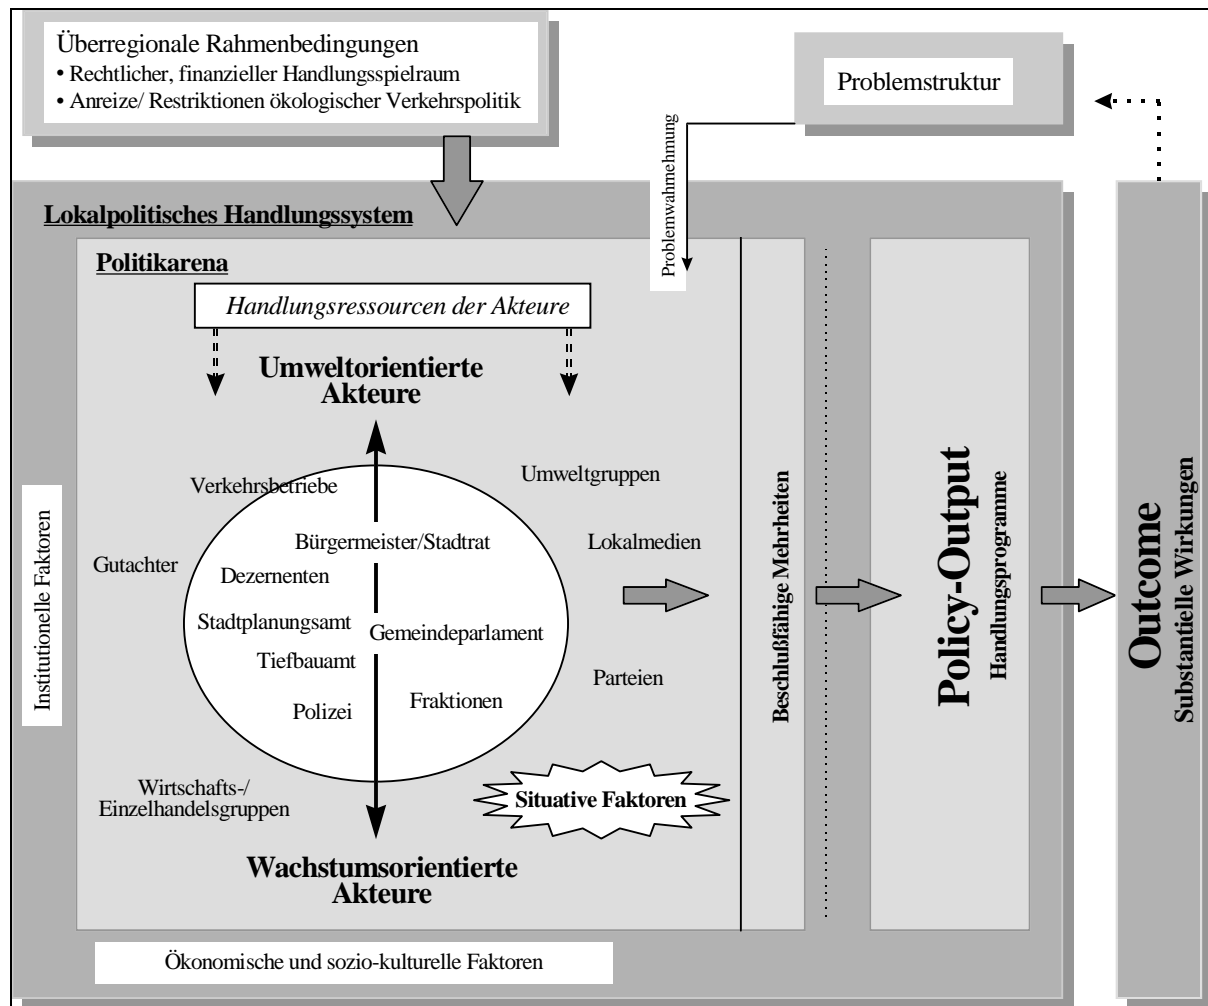 Überregionale Rahmenbedingungen
• Rechtlicher, finanzieller Handlungsspielraum
• Anreize/ Restriktionen ökologischer Verkehrspolitik
Problemstruktur
Problemwahrnehmung
Lokalpolitisches Handlungssystem
Politikarena
Handlungsressourcen der Akteure
Umweltorientierte
Akteure
Verkehrsbetriebe
Umweltgruppen
Bürgermeister/Stadtrat
Lokalmedien
Gutachter
Dezernenten
Stadtplanungsamt
Gemeindeparlament
Tiefbauamt
Parteien
Fraktionen
Polizei
Wirtschafts-/
Einzelhandelsgruppen
Situative Faktoren
Wachstumsorientierte
Akteure
Institutionelle Faktoren
Ökonomische und sozio-kulturelle Faktoren
Beschlußfähige Mehrheiten
Policy-Output
Handlungsprogramme
Outcome
Substantielle Wirkungen